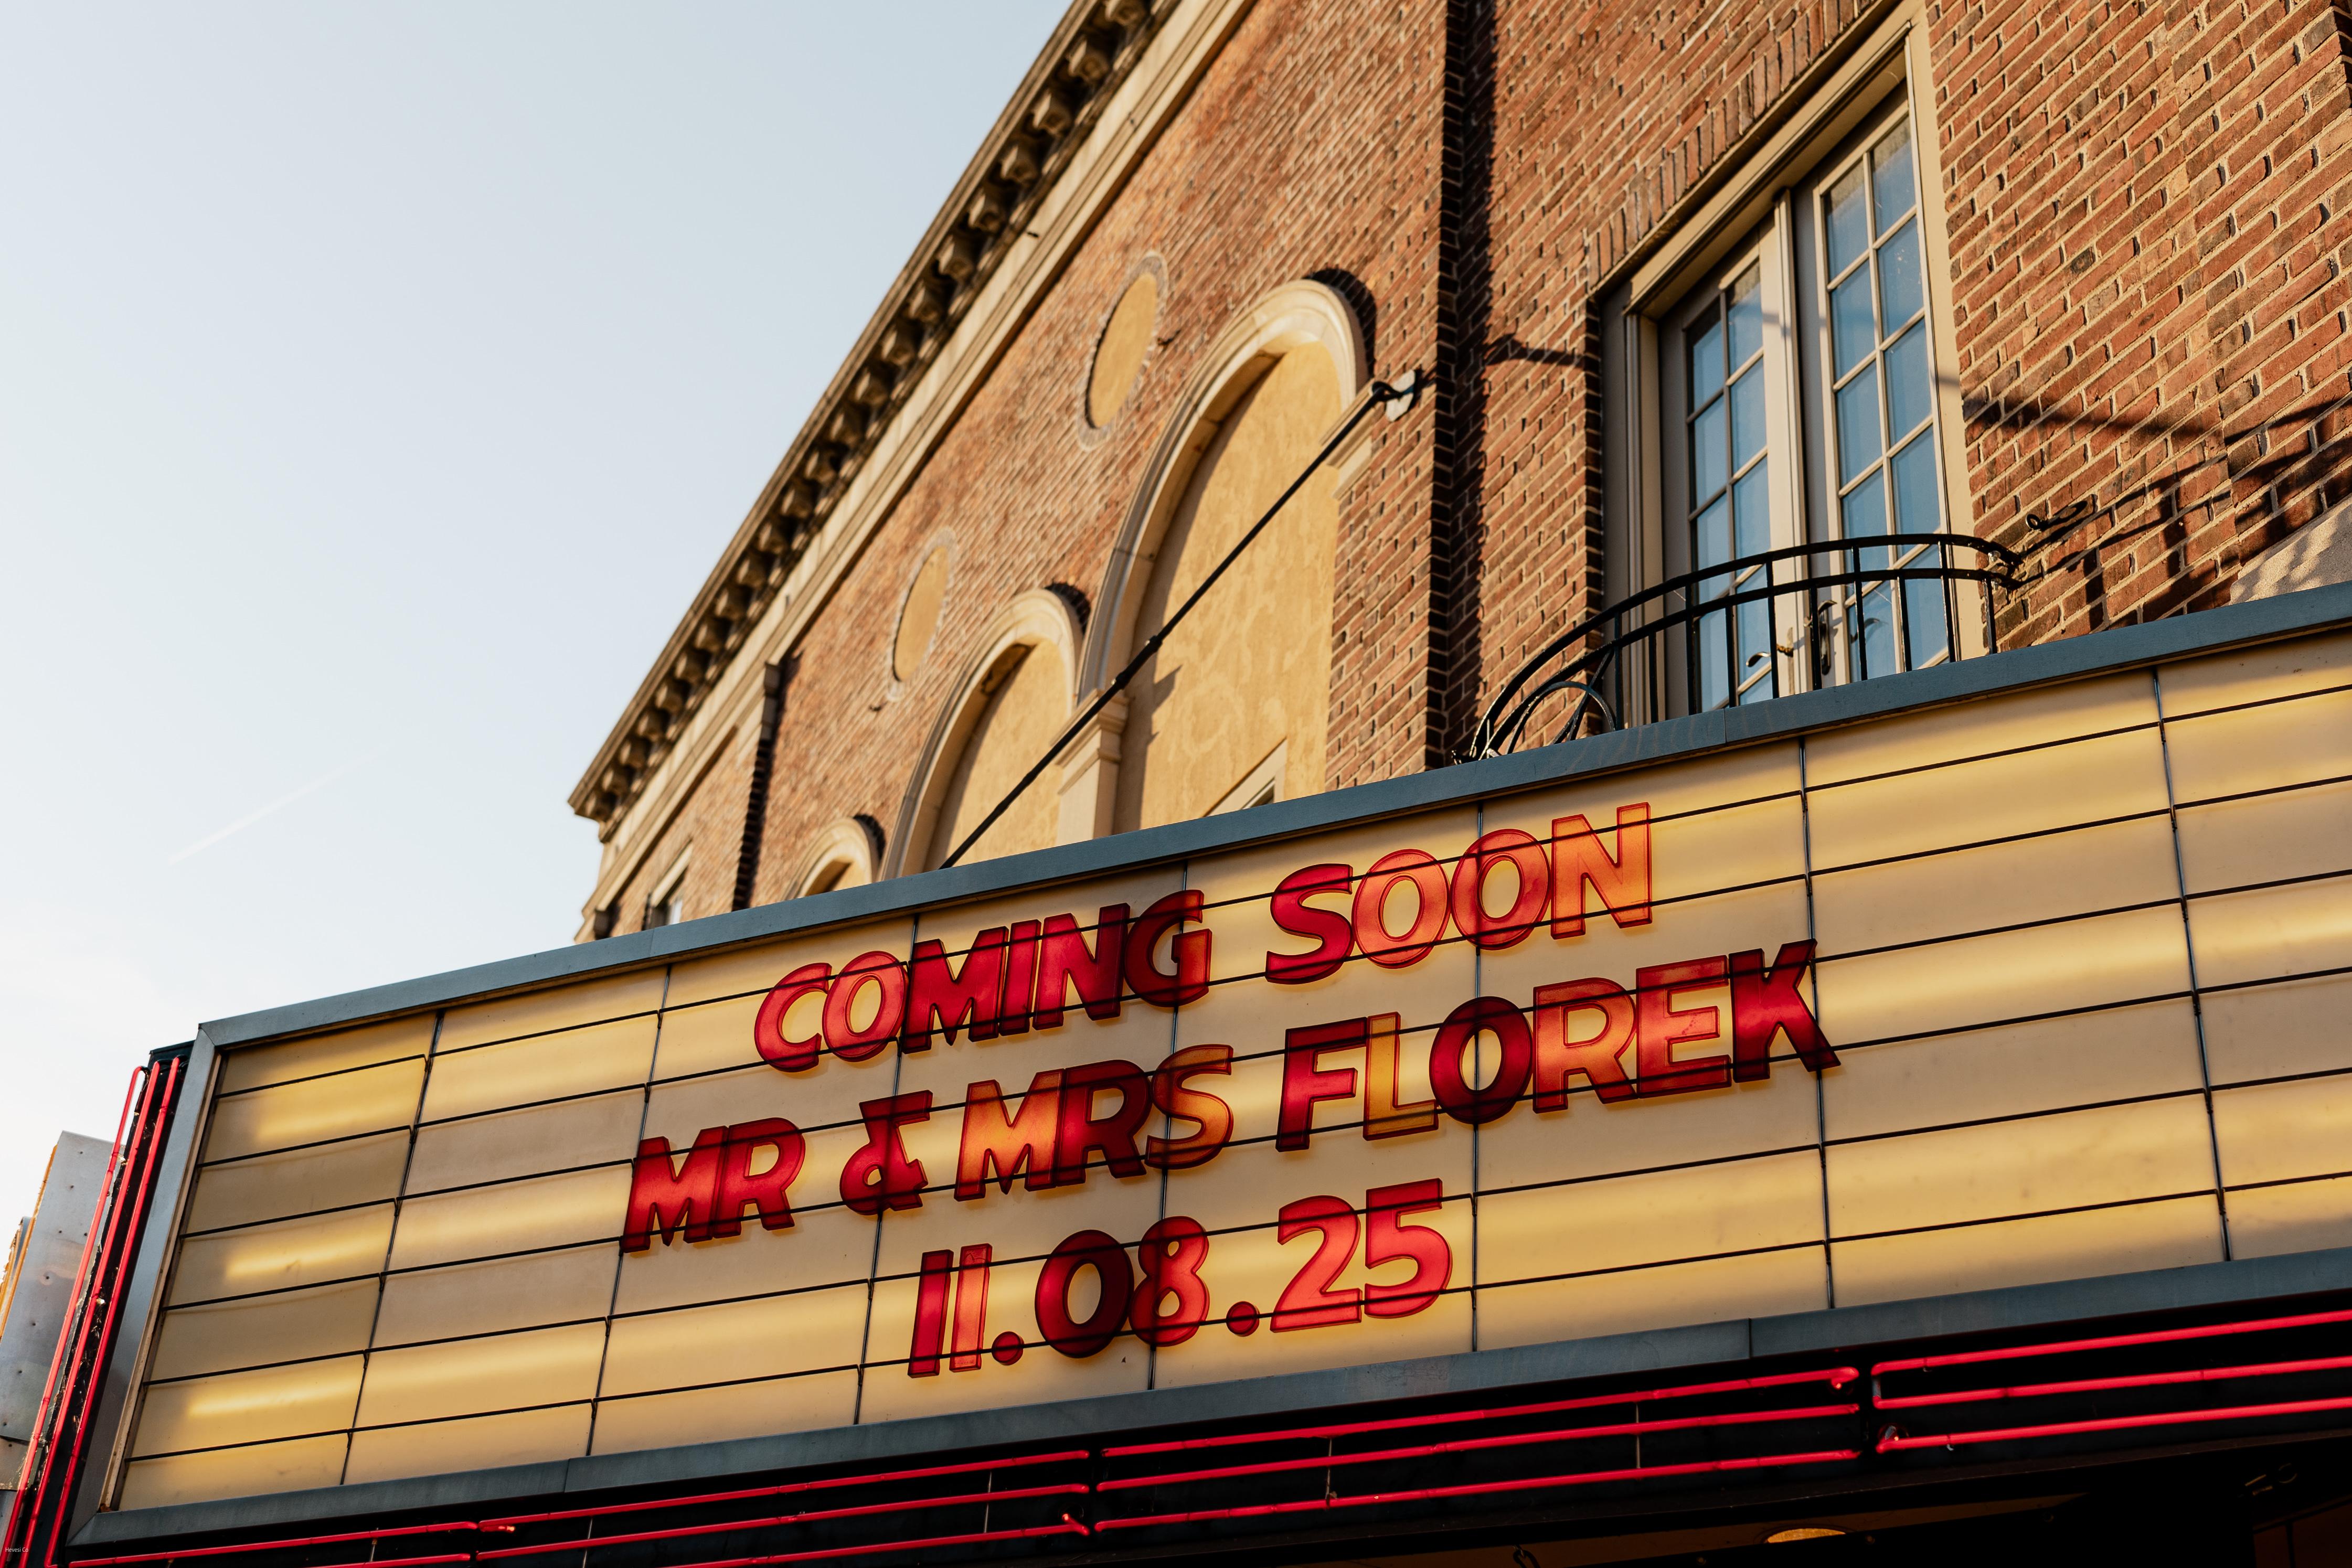 COMING SOON
MR & MRS FLOREK
11.08.25